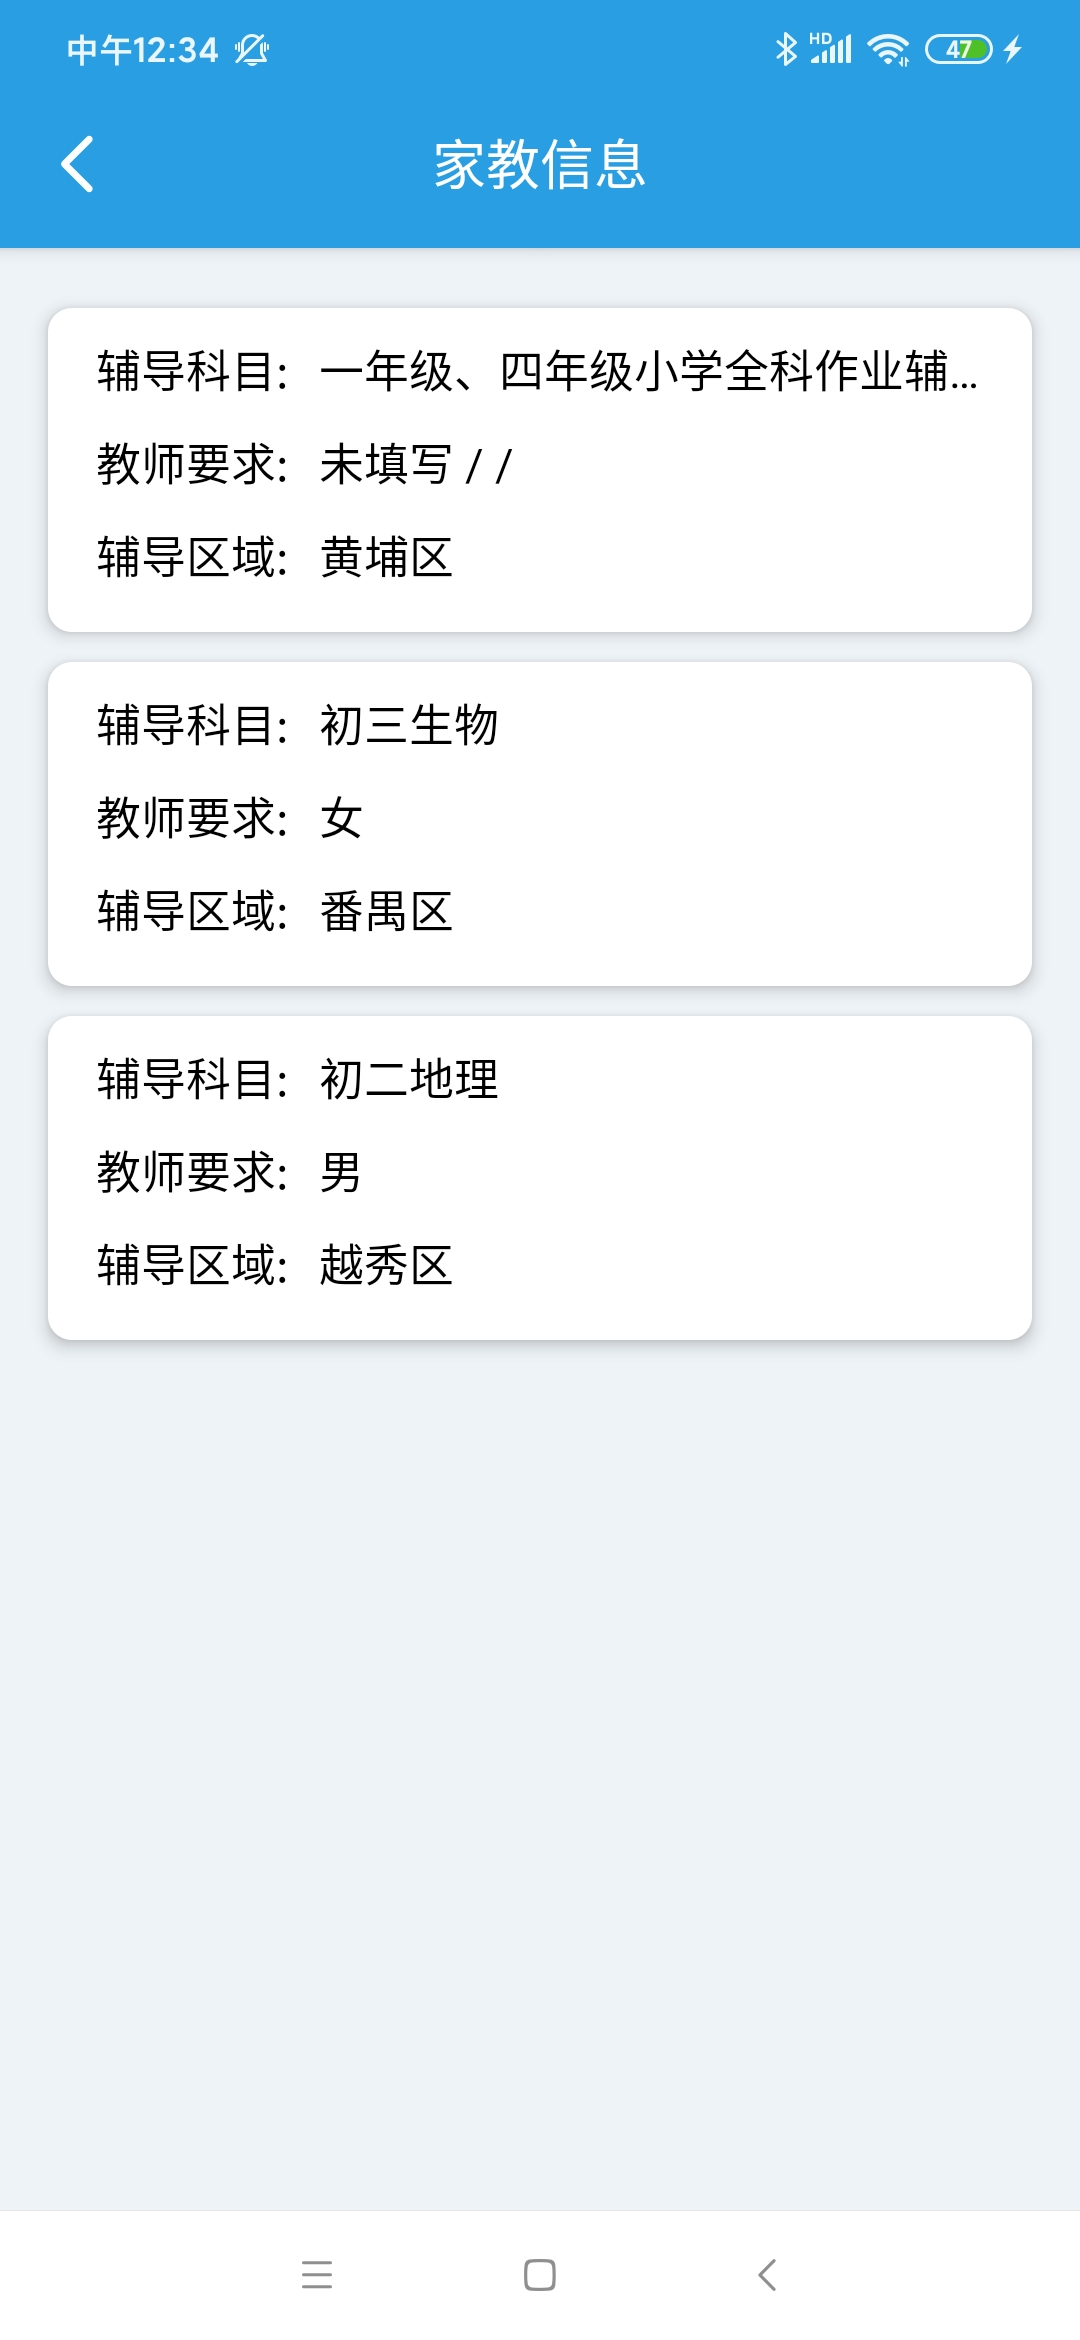 中午12:34
HD
47
家教信息
辅导科目: 一年级、四年级小学全科作业辅...
教师要求: 未填写 / /
辅导区域: 黄埔区
辅导科目: 初三生物
教师要求: 女
辅导区域: 番禺区
辅导科目: 初二地理
教师要求: 男
辅导区域: 越秀区